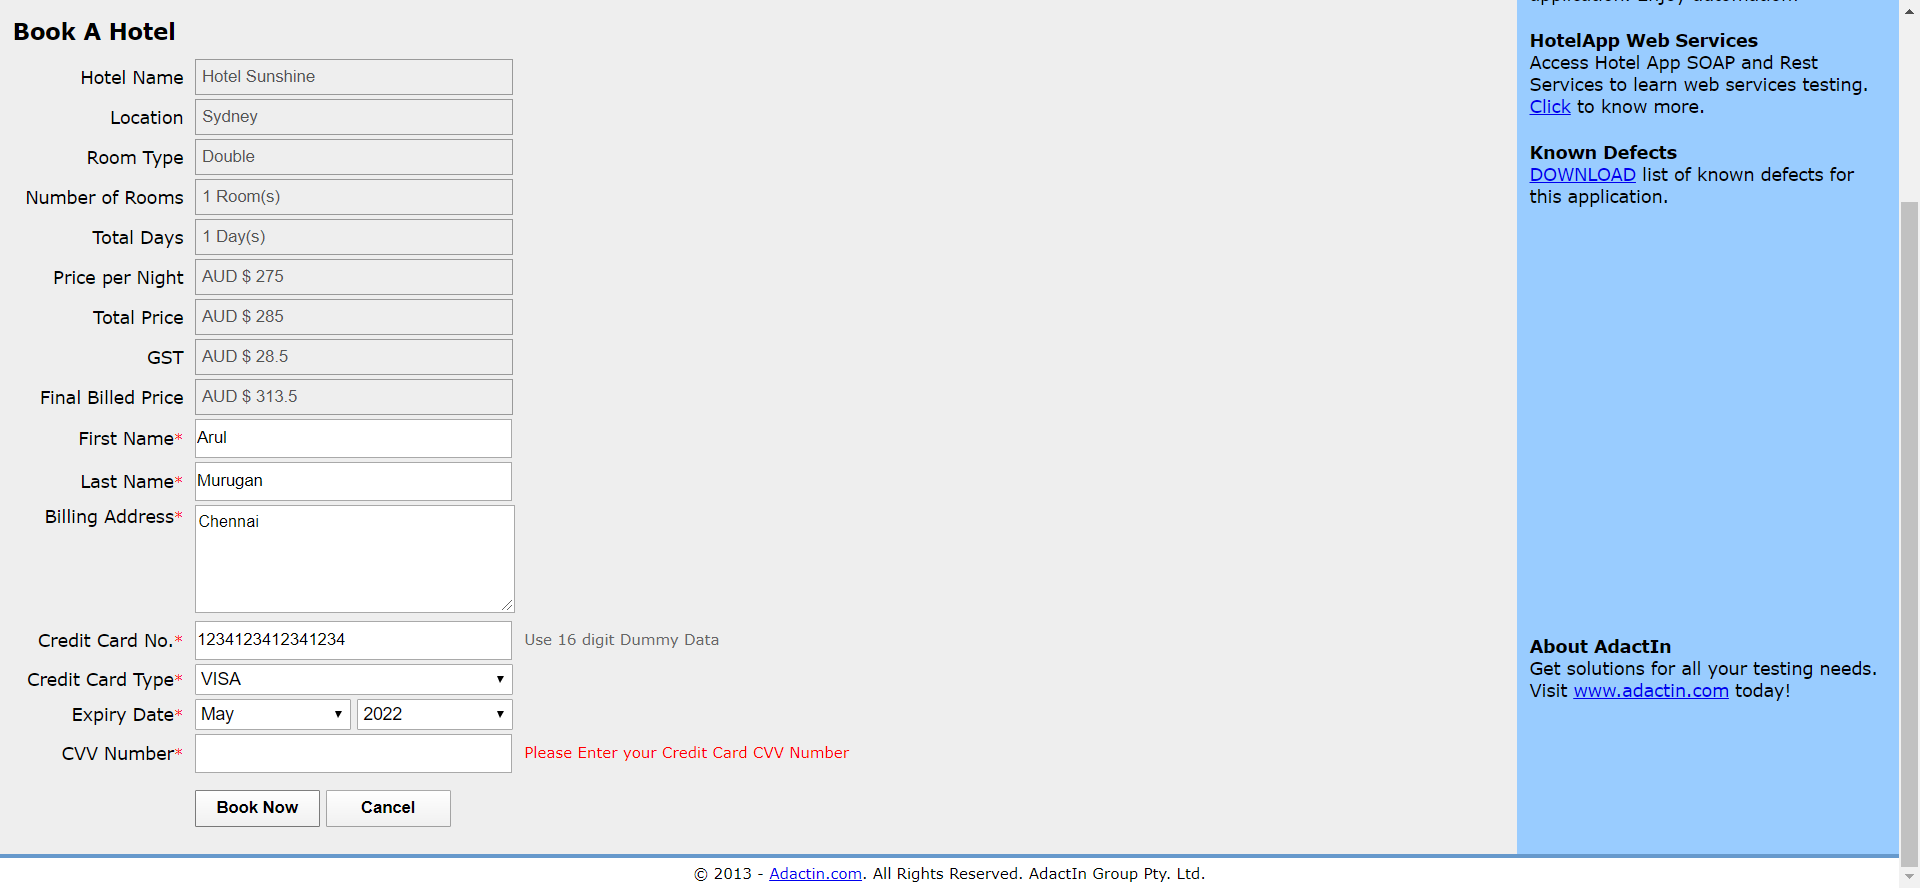 Book A Hotel
Hotel Name Hotel Sunshine
Location Sydney
Room Type Double
Number of Rooms 1 Room(s)
Total Days 1 Day(s)
Price per Night AUD $ 275
Total Price AUD $ 285
GST AUD $ 28.5
Final Billed Price AUD $ 313.5
First Name* Arul
Last Name* Murugan
Billing Address* Chennai
Credit Card No.* 1234123412341234 Use 16 digit Dummy Data
Credit Card Type* VISA
Expiry Date* May 2022
CVV Number* Please Enter your Credit Card CVV Number
Book Now Cancel
HotelApp Web Services
Access Hotel App SOAP and Rest
Services to learn web services testing.
Click to know more.
Known Defects
DOWNLOAD list of known defects for
this application.
About AdactIn
Get solutions for all your testing needs.
Visit www.adactin.com today!
© 2013 - Adactin.com. All Rights Reserved. AdactIn Group Pty. Ltd.